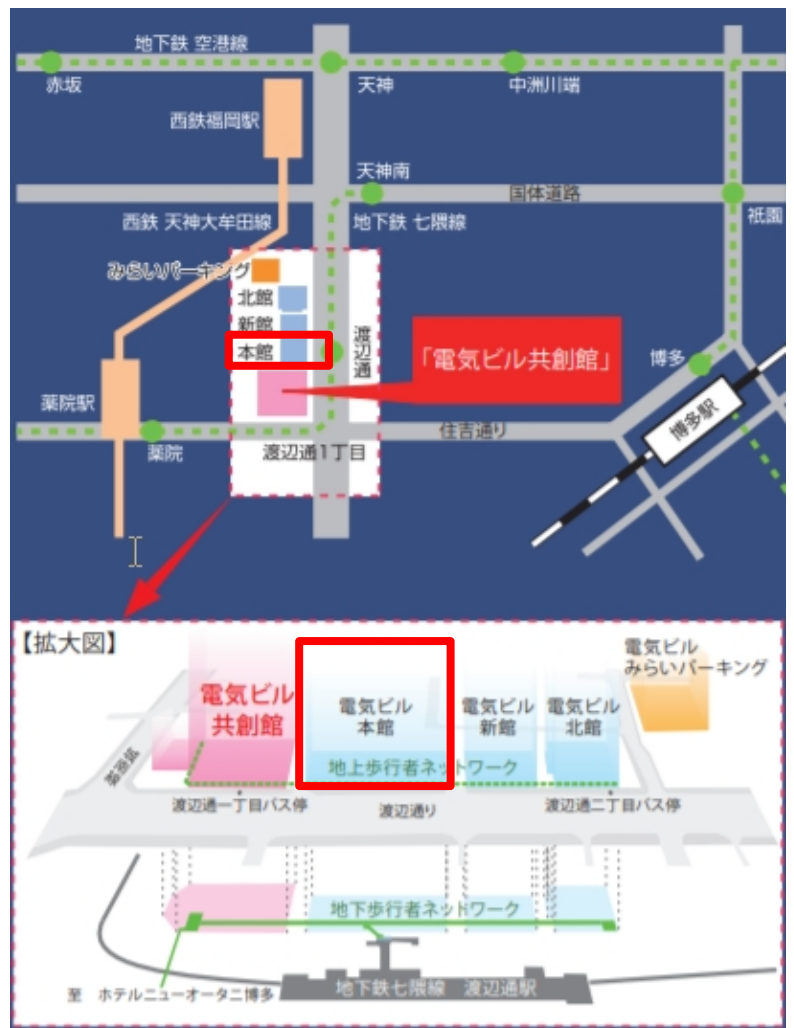 地下鉄 空港線
赤坂
天神
中洲川端
西鉄福岡駅
天神南
国体道路
祇園
西鉄 天神大牟田線
地下鉄 七隈線
みらいパーキング
北館
新館
本館
渡辺通
「電気ビル共創館」
博多
博多駅
薬院駅
薬院
渡辺通1丁目
住吉通り
【拡大図】
電気ビル
みらいパーキング
電気ビル
共創館
電気ビル
本館
電気ビル
新館
電気ビル
北館
地上歩行者ネットワーク
渡辺通一丁目バス停
渡辺通り
渡辺通二丁目バス停
地下歩行者ネットワーク
至 ホテルニューオータニ博多
地下鉄七隈線 渡辺通駅